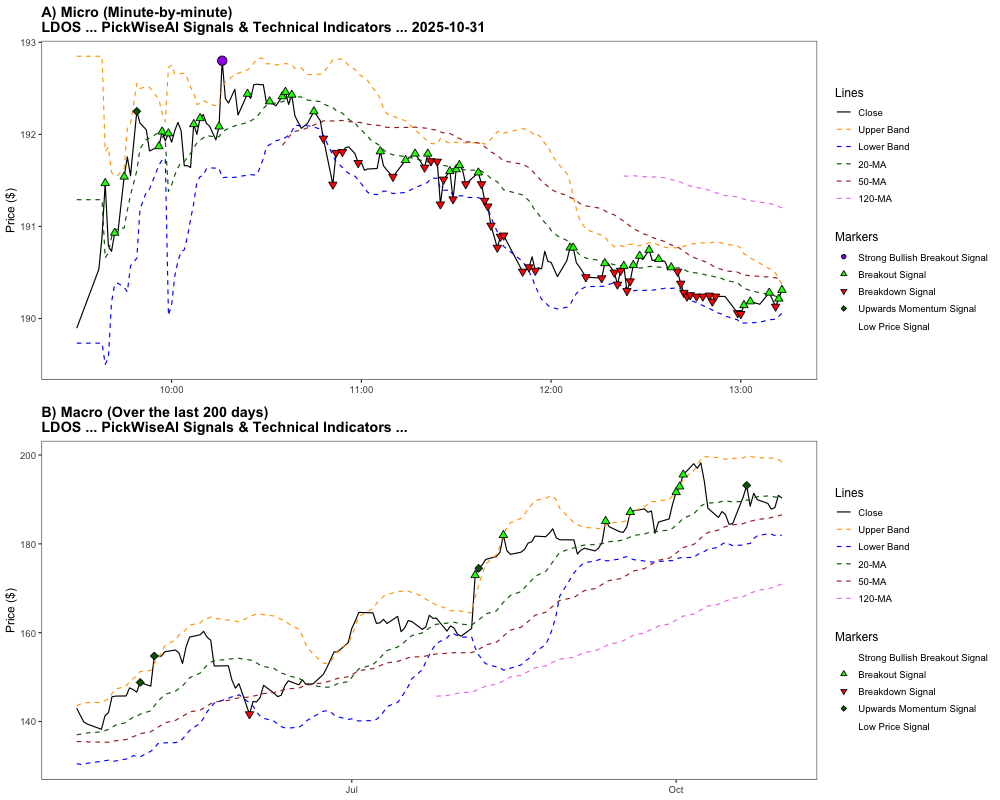 A) Micro (Minute-by-minute)
LDOS ... PickWiseAI Signals & Technical Indicators ... 2025-10-31
193
192
191
190
Price ($)
10:00
11:00
12:00
13:00
Lines
Close
Upper Band
Lower Band
20-MA
50-MA
120-MA
Markers
Strong Bullish Breakout Signal
Breakout Signal
Breakdown Signal
Upwards Momentum Signal
Low Price Signal
B) Macro (Over the last 200 days)
LDOS ... PickWiseAI Signals & Technical Indicators ...
200
180
160
140
Price ($)
Jul
Oct
Lines
Close
Upper Band
Lower Band
20-MA
50-MA
120-MA
Markers
Strong Bullish Breakout Signal
Breakout Signal
Breakdown Signal
Upwards Momentum Signal
Low Price Signal